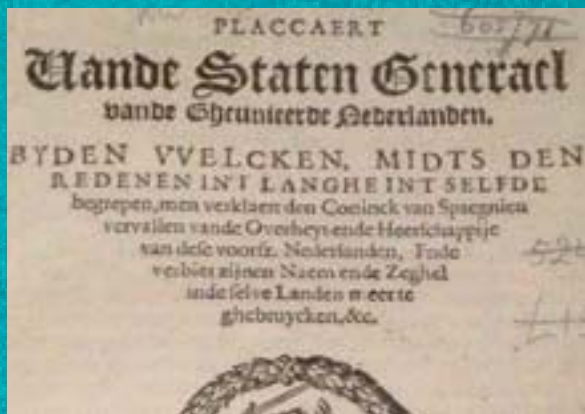 PLACCAERT
Vande Staten Generael
vande Gheunieerde Nederlanden.
BYDEN VVELCKEN, MIDTS DEN
REDENEN INT LANGHE INT SELFDE
begrepen, men verklaert den Coninck van Spaegnien
vervallen vande Overheyt ende Heerschappije
van dese voorsz. Nederlanden, Ende
verbiet zijnen Naem ende Zeghel
inde selve Landen meer te
ghebruycken, &c.